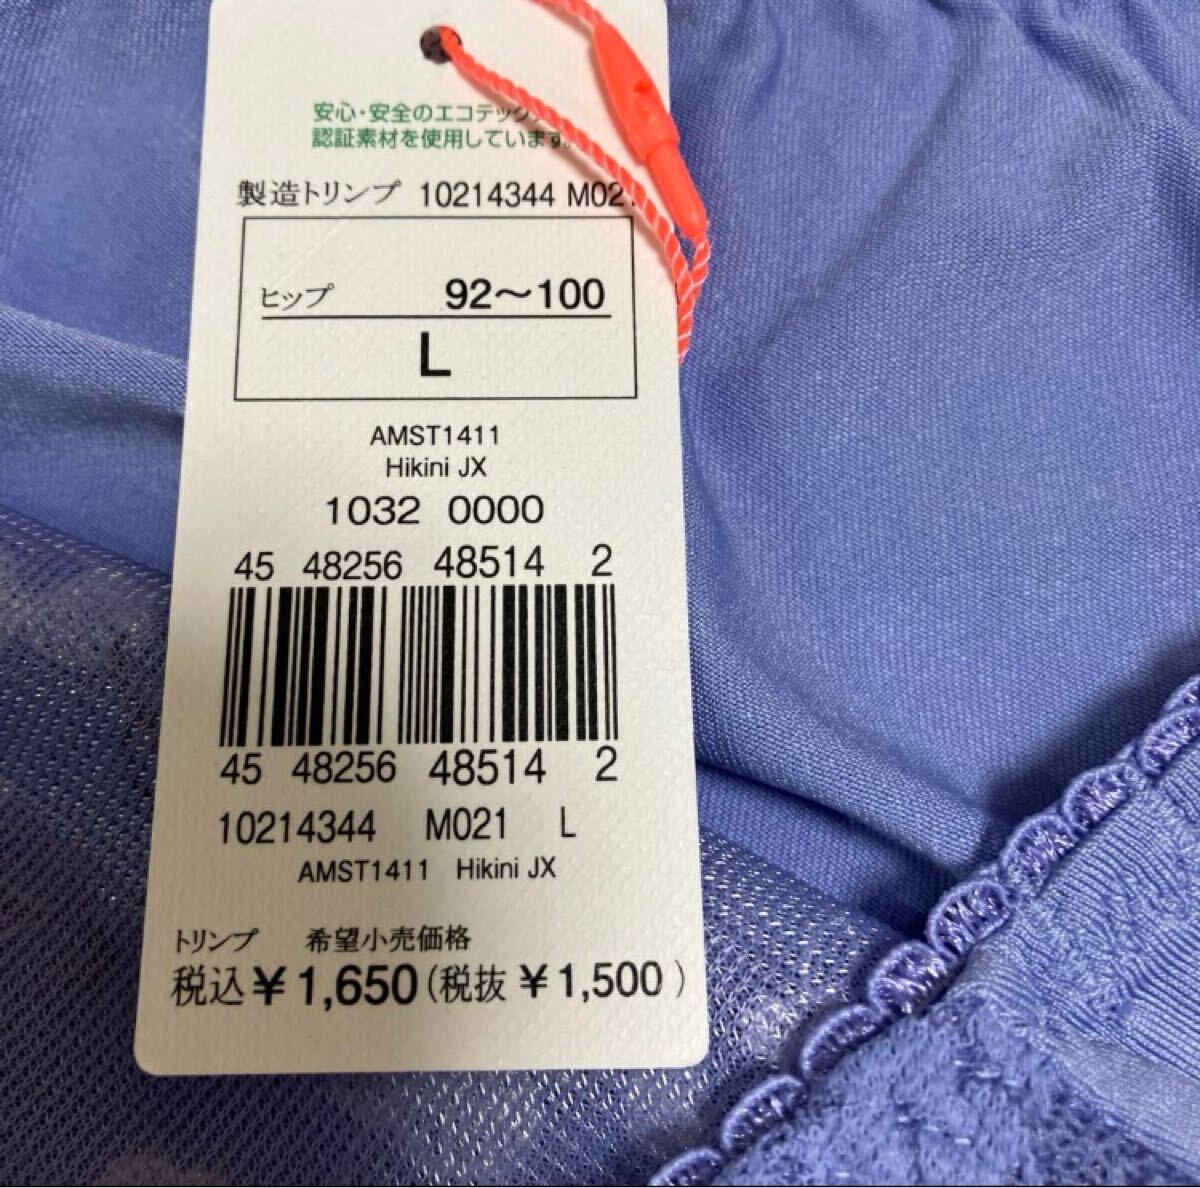 安心・安全のエコテック
認証素材を使用しています。
製造トリンプ 10214344 M021
ヒップ 92〜100
L
AMST1411
Hikini JX
1032 0000
45 48256 48514 2
45 48256 48514 2
10214344 M021 L
AMST1411 Hikini JX
トリンプ 希望小売価格
税込¥1,650(税抜¥1,500)